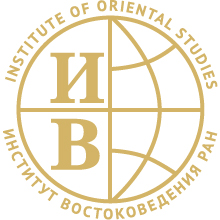 INSTITUTE OF ORIENTAL STUDIES
И
В
ИНСТИТУТ ВОСТОКОВЕДЕНИЯ РАН